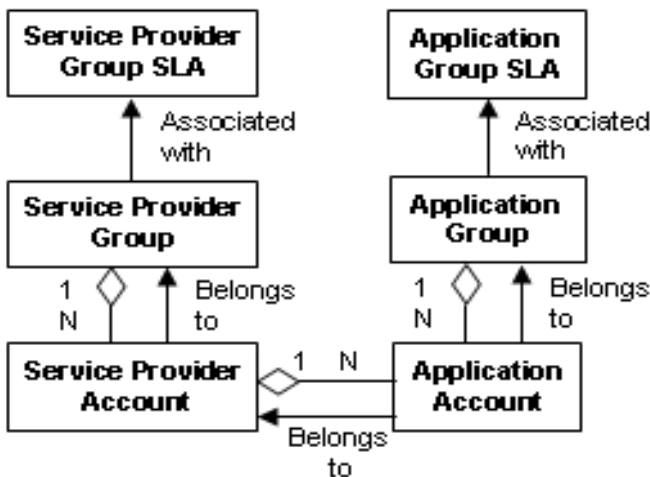 Service Provider
Group SLA
Application
Group SLA
Associated
with
Associated
with
Service Provider
Group
Application
Group
1
N
Belongs
to
1
N
Belongs
to
Service Provider
Account
1 N
Application
Account
Belongs
to